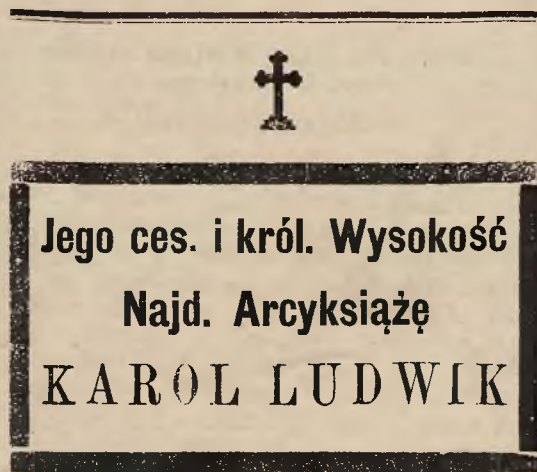 Jego ces. i król. Wysokość
Najd. Arcyksiążę
KAROL LUDWIK